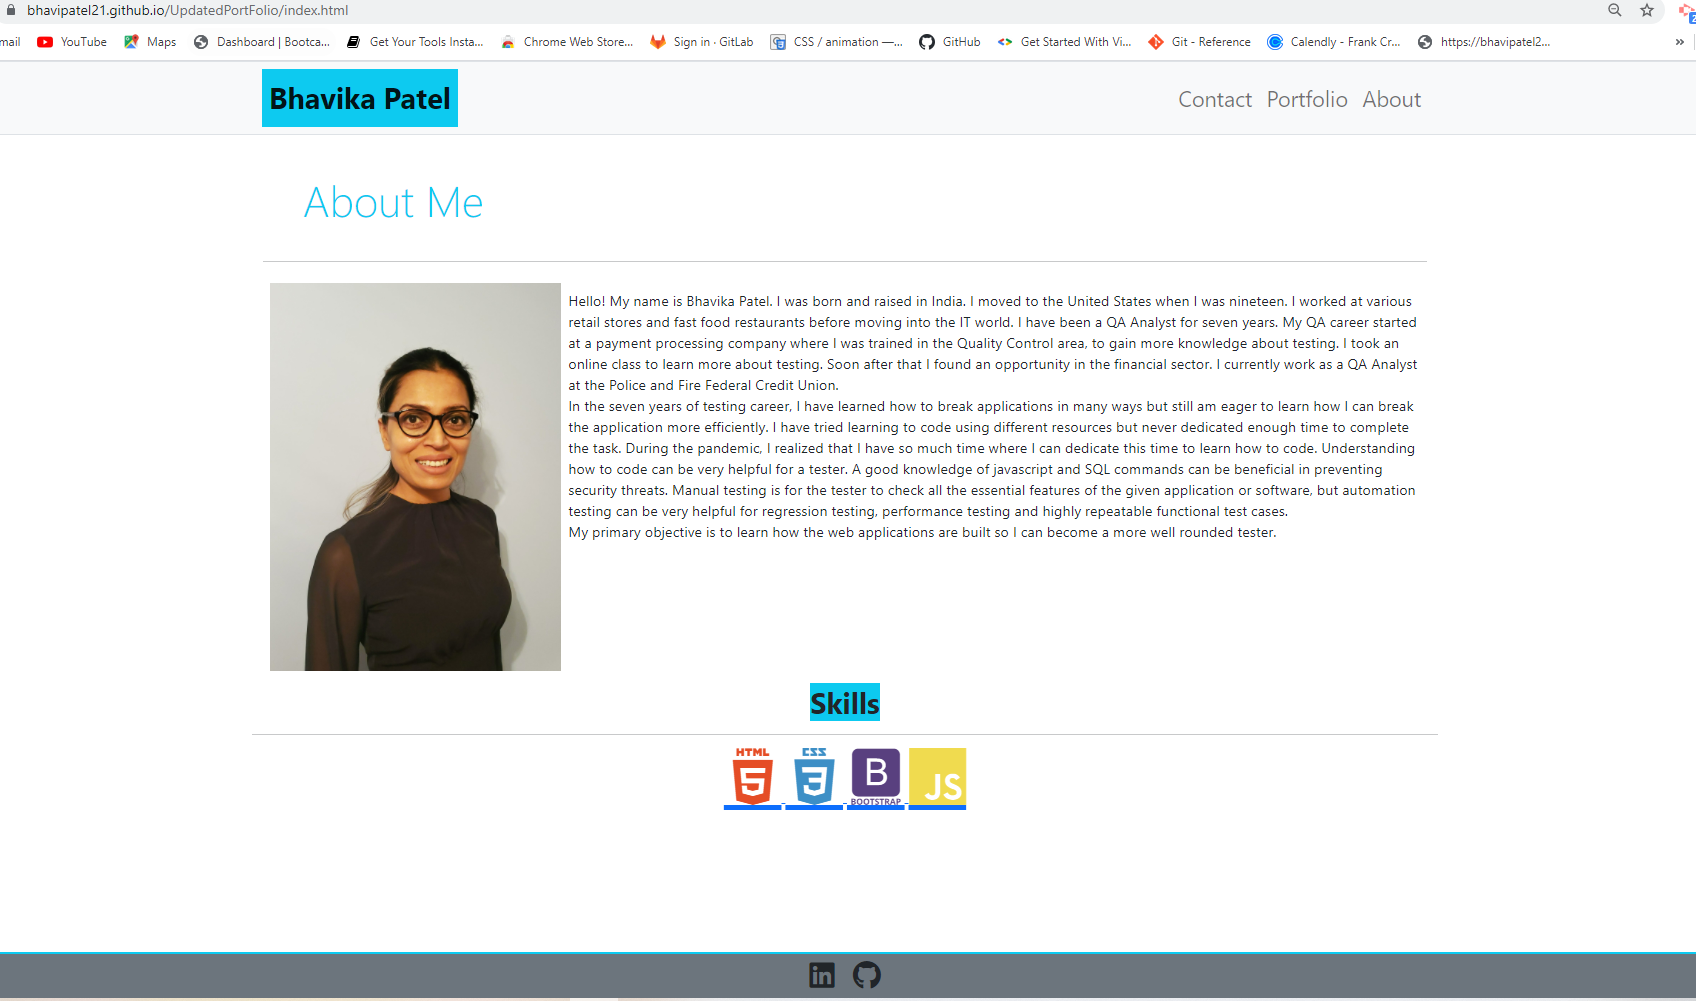 bhavipatel21.github.io/UpdatedPortFolio/index.html
mail YouTube Maps Dashboard | Bootca... Get Your Tools Insta... Chrome Web Store... Sign in · GitLab CSS / animation —... GitHub Get Started With Vi... Git - Reference Calendly - Frank Cr... https://bhavipatel2... »
Bhavika Patel
Contact Portfolio About
About Me
Hello! My name is Bhavika Patel. I was born and raised in India. I moved to the United States when I was nineteen. I worked at various
retail stores and fast food restaurants before moving into the IT world. I have been a QA Analyst for seven years. My QA career started
at a payment processing company where I was trained in the Quality Control area, to gain more knowledge about testing. I took an
online class to learn more about testing. Soon after that I found an opportunity in the financial sector. I currently work as a QA Analyst
at the Police and Fire Federal Credit Union.
In the seven years of testing career, I have learned how to break applications in many ways but still am eager to learn how I can break
the application more efficiently. I have tried learning to code using different resources but never dedicated enough time to complete
the task. During the pandemic, I realized that I have so much time where I can dedicate this time to learn how to code. Understanding
how to code can be very helpful for a tester. A good knowledge of javascript and SQL commands can be beneficial in preventing
security threats. Manual testing is for the tester to check all the essential features of the given application or software, but automation
testing can be very helpful for regression testing, performance testing and highly repeatable functional test cases.
My primary objective is to learn how the web applications are built so I can become a more well rounded tester.
Skills
HTML 5 CSS 3 B BOOTSTRAP JS
in